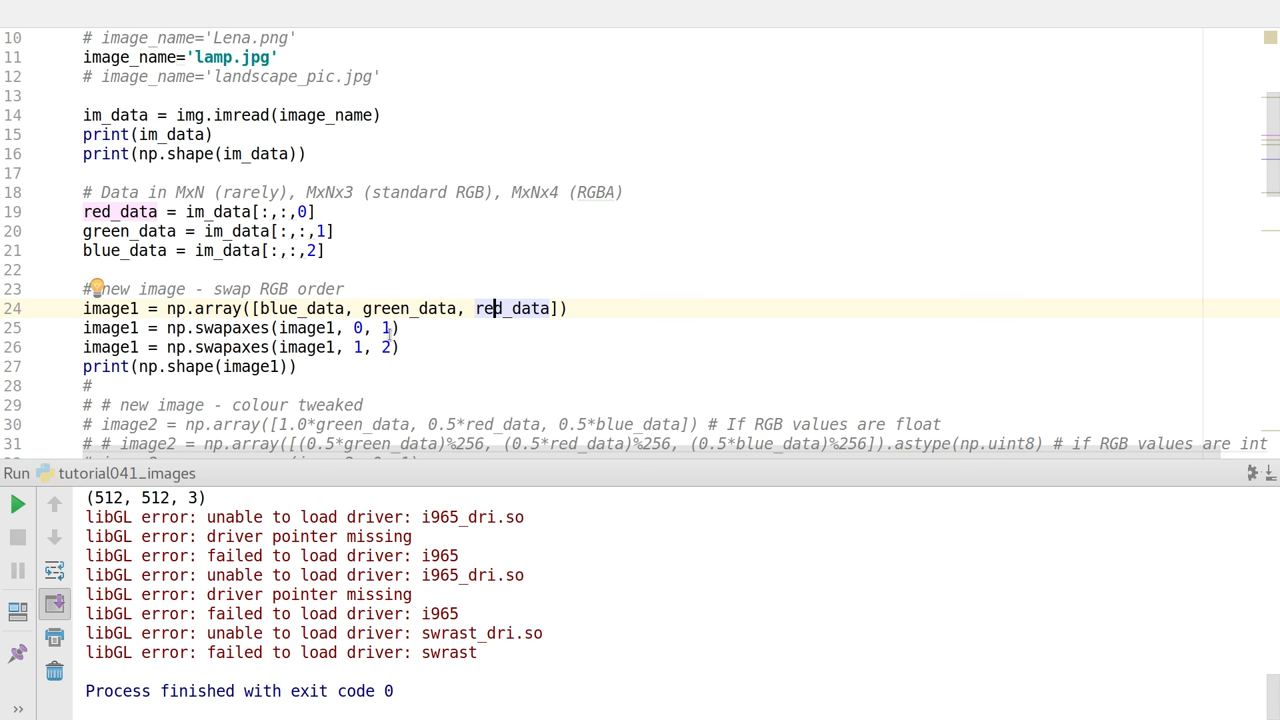 10 # image_name='Lena.png'
11 image_name='lamp.jpg'
12 # image_name='landscape_pic.jpg'
13
14 im_data = img.imread(image_name)
15 print(im_data)
16 print(np.shape(im_data))
17
18 # Data in MxN (rarely), MxNx3 (standard RGB), MxNx4 (RGBA)
19 red_data = im_data[:,:,0]
20 green_data = im_data[:,:,1]
21 blue_data = im_data[:,:,2]
22
23 # new image - swap RGB order
24 image1 = np.array([blue_data, green_data, red_data])
25 image1 = np.swapaxes(image1, 0, 1)
26 image1 = np.swapaxes(image1, 1, 2)
27 print(np.shape(image1))
28 #
29 # # new image - colour tweaked
30 # image2 = np.array([1.0*green_data, 0.5*red_data, 0.5*blue_data]) # If RGB values are float
31 # # image2 = np.array([(0.5*green_data)%256, (0.5*red_data)%256, (0.5*blue_data)%256]).astype(np.uint8) # if RGB values are int
Run tutorial041_images
(512, 512, 3)
libGL error: unable to load driver: i965_dri.so
libGL error: driver pointer missing
libGL error: failed to load driver: i965
libGL error: unable to load driver: i965_dri.so
libGL error: driver pointer missing
libGL error: failed to load driver: i965
libGL error: unable to load driver: swrast_dri.so
libGL error: failed to load driver: swrast
Process finished with exit code 0